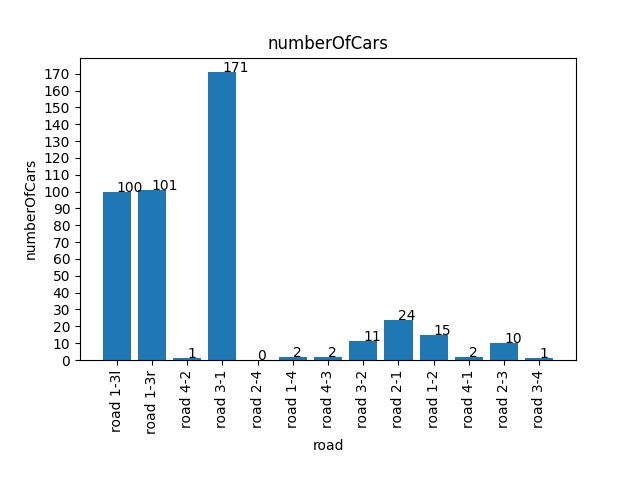 numberOfCars
numberOfCars
170
160
150
140
130
120
110
100
90
80
70
60
50
40
30
20
10
0
100
101
1
171
0
2
2
11
24
15
2
10
1
road 1-3l
road 1-3r
road 4-2
road 3-1
road 2-4
road 1-4
road 4-3
road 3-2
road 2-1
road 1-2
road 4-1
road 2-3
road 3-4
road